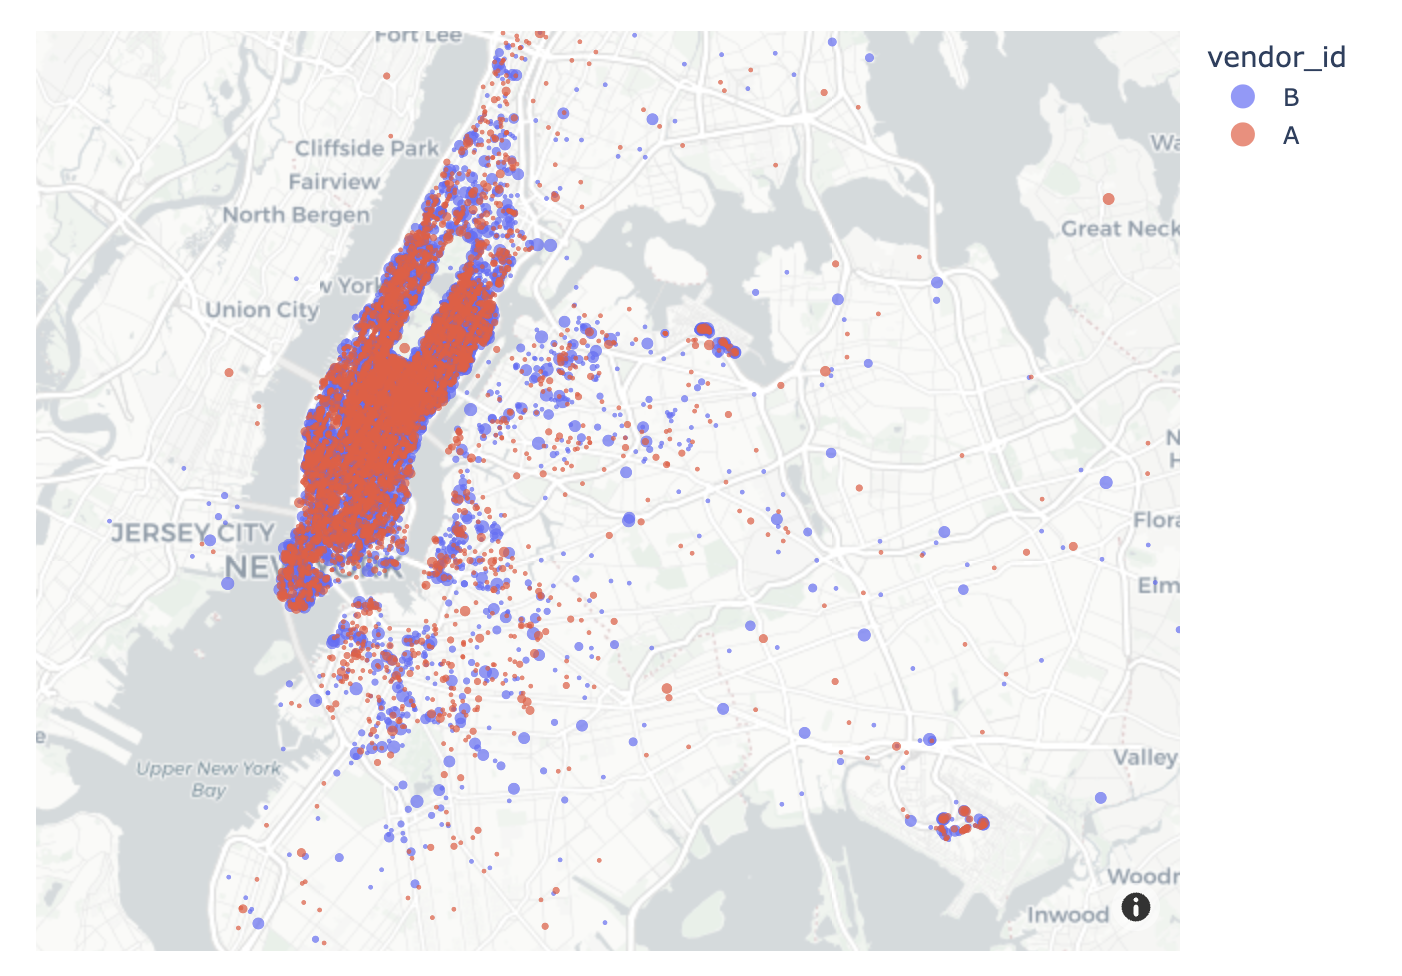 Fort Lee
vendor_id
B
A
Cliffside Park
Wa
Fairview
North Bergen
Great Neck
w York
Union City
N
H
JERSEY CITY
Flora
NEW YORK
Elm
e
Valley
Upper New York
Bay
Woodr
Inwood